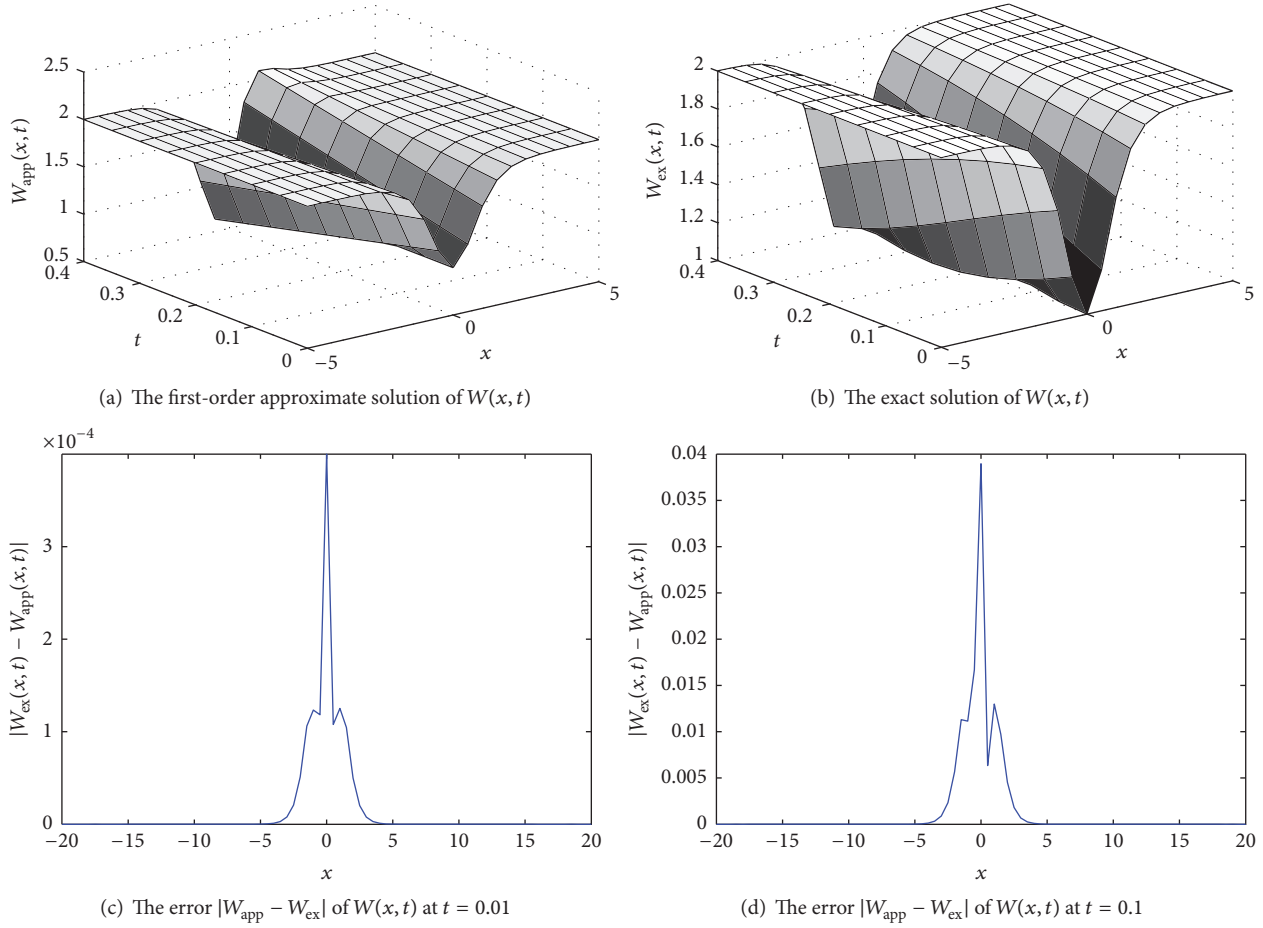 W_app(x, t)
2.5
2
1.5
1
0.5
0.4
0.3
0.2
0.1
0
t
−5
0
5
x
(a) The first-order approximate solution of W(x, t)
W_ex(x, t)
2
1.8
1.6
1.4
1.2
1
0.4
0.3
0.2
0.1
0
t
−5
0
5
x
(b) The exact solution of W(x, t)
×10⁻⁴
|W_ex(x, t) − W_app(x, t)|
3
2
1
0
−20 −15 −10 −5 0 5 10 15 20
x
(c) The error |W_app − W_ex| of W(x, t) at t = 0.01
|W_ex(x, t) − W_app(x, t)|
0.04
0.035
0.03
0.025
0.02
0.015
0.01
0.005
0
−20 −15 −10 −5 0 5 10 15 20
x
(d) The error |W_app − W_ex| of W(x, t) at t = 0.1